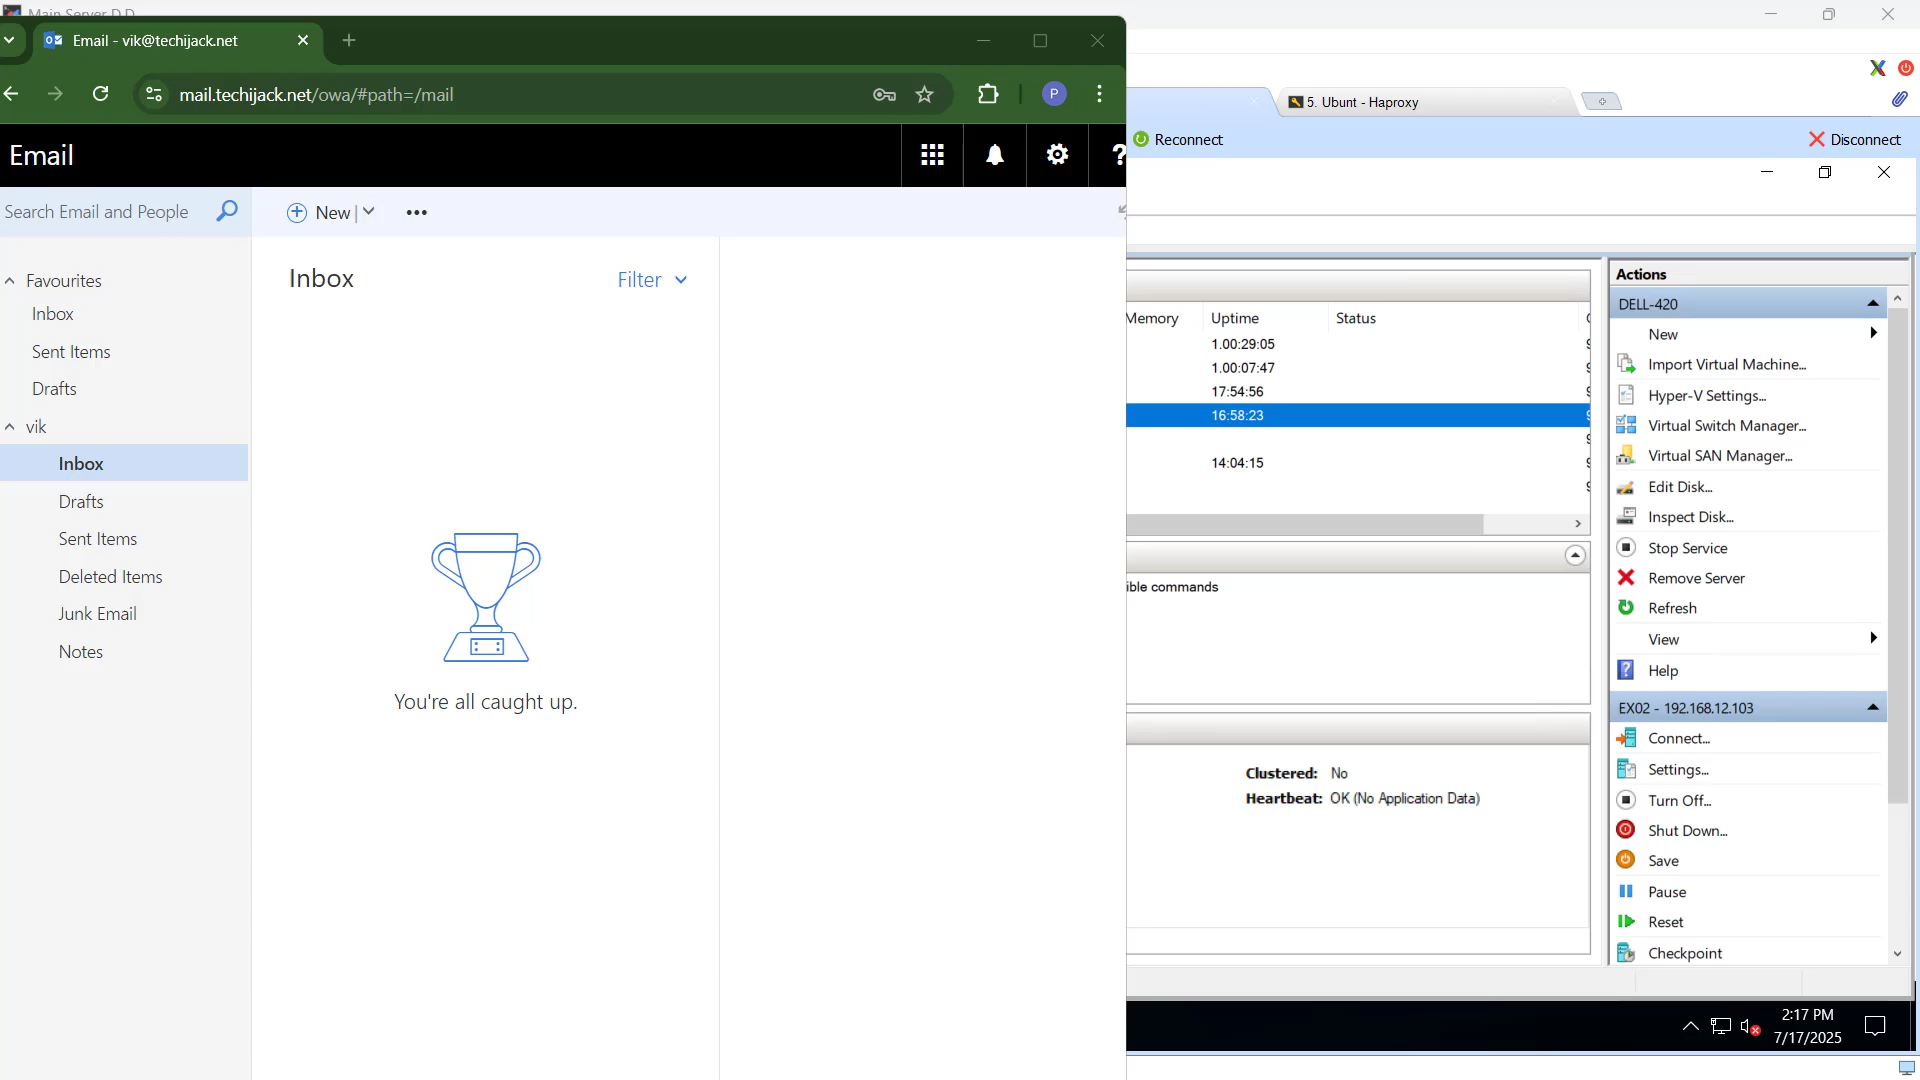 Main Server D.D
Email - vik@techijack.net
mail.techijack.net/owa/#path=/mail
P
5. Ubunt - Haproxy
Reconnect
Disconnect
Email
?
Search Email and People
New
Favourites
Inbox
Sent Items
Drafts
vik
Inbox
Drafts
Sent Items
Deleted Items
Junk Email
Notes
Inbox
Filter
You're all caught up.
Memory Uptime Status
1.00:29:05
1.00:07:47
17:54:56
16:58:23
14:04:15
ible commands
Clustered: No
Heartbeat: OK (No Application Data)
Actions
DELL-420
New
Import Virtual Machine...
Hyper-V Settings...
Virtual Switch Manager...
Virtual SAN Manager...
Edit Disk...
Inspect Disk...
Stop Service
Remove Server
Refresh
View
Help
EX02 - 192.168.12.103
Connect...
Settings...
Turn Off...
Shut Down...
Save
Pause
Reset
Checkpoint
2:17 PM
7/17/2025